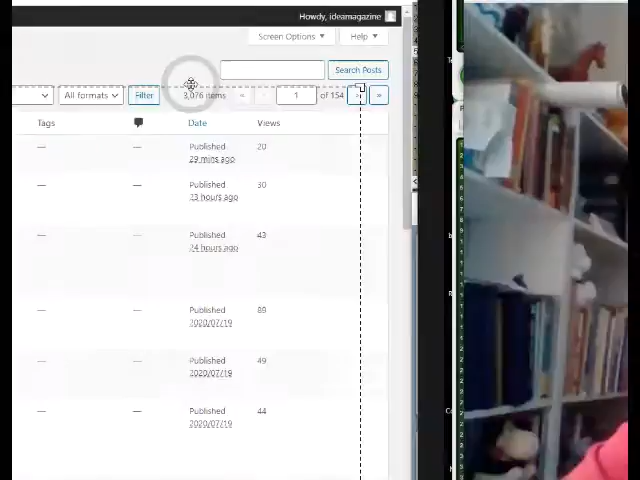 Howdy, ideamagazine
Screen Options ▼ Help ▼
Search Posts
All formats Filter 3,076 items « ‹ 1 of 154 › »
Tags Date Views
— — Published 20
29 mins ago
— — Published 30
23 hours ago
— — Published 43
24 hours ago
— — Published 89
2020/07/19
— — Published 49
2020/07/19
— — Published 44
2020/07/19